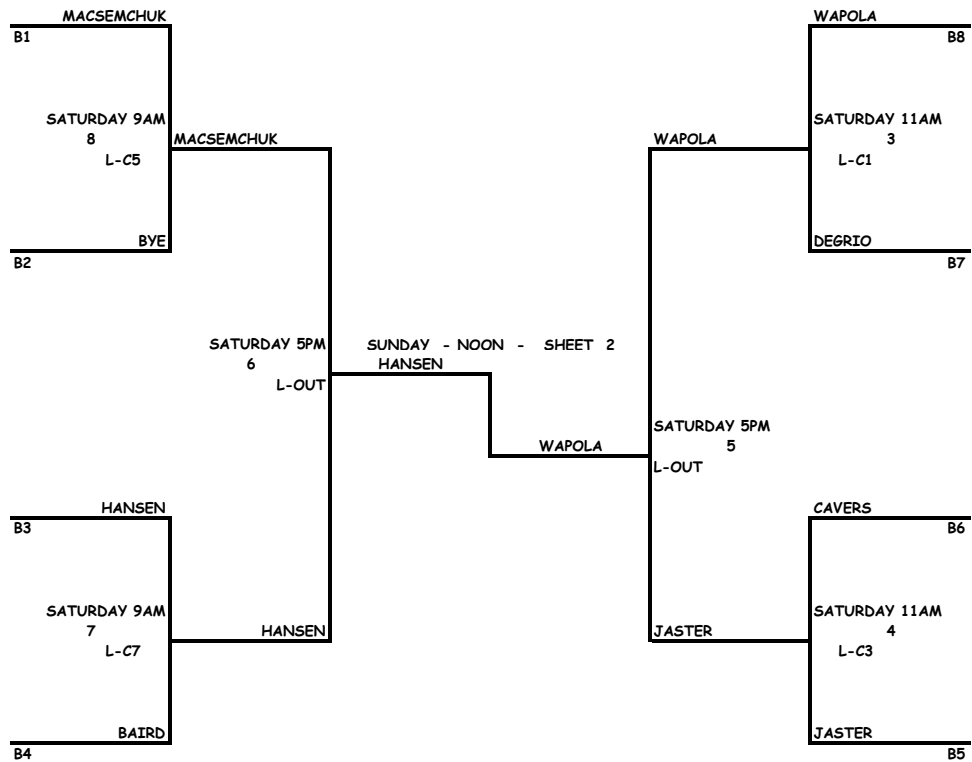 MACSEMCHUK WAPOLA
B1 B8
SATURDAY 9AM SATURDAY 11AM
8 MACSEMCHUK WAPOLA 3
L-C5 L-C1
BYE DEGRIO
B2 B7
SATURDAY 5PM SUNDAY - NOON - SHEET 2
6 HANSEN
L-OUT
SATURDAY 5PM
WAPOLA 5
L-OUT
HANSEN CAVERS
B3 B6
SATURDAY 9AM SATURDAY 11AM
7 HANSEN JASTER 4
L-C7 L-C3
BAIRD JASTER
B4 B5